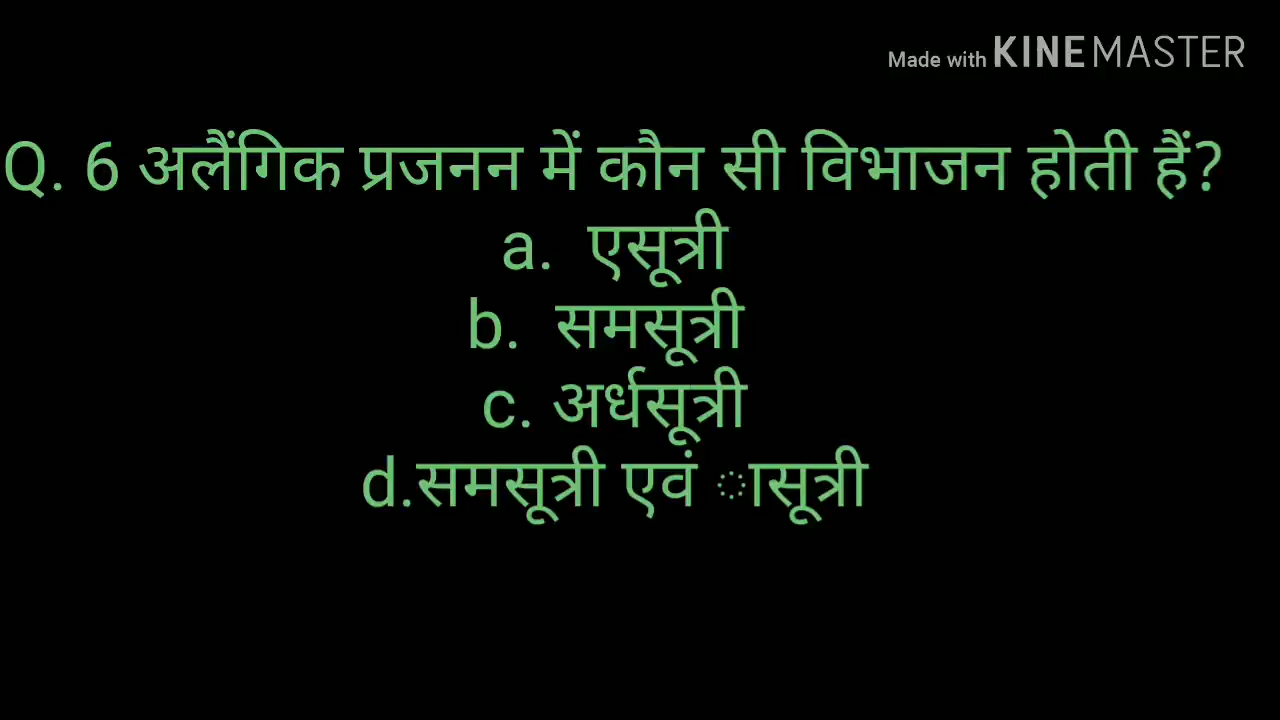 Made with KINEMASTER
Q. 6 अलैंगिक प्रजनन में कौन सी विभाजन होती हैं?
a. एसूत्री
b. समसूत्री
c. अर्धसूत्री
d.समसूत्री एवं ासूत्री